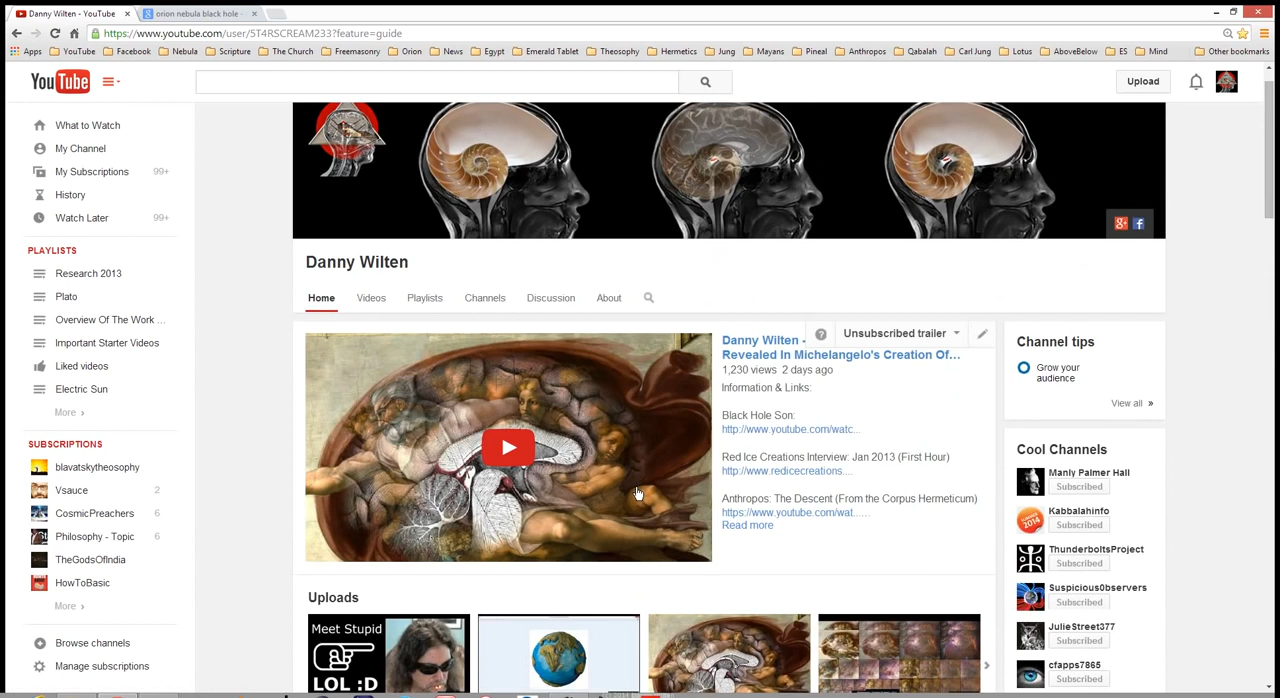 Danny Wilten - YouTube
orion nebula black hole
https://www.youtube.com/user/5T4RSCREAM233?feature=guide
Apps YouTube Facebook Nebula Scripture The Church Freemasonry Orion News Egypt Emerald Tablet Theosophy Hermetics Jung Mayans Pineal Anthropos Qabalah Carl Jung Lotus AboveBelow ES Mind Other bookmarks
YouTube
Upload
What to Watch
My Channel
My Subscriptions 99+
History
Watch Later 99+
PLAYLISTS
Research 2013
Plato
Overview Of The Work ...
Important Starter Videos
Liked videos
Electric Sun
More ›
SUBSCRIPTIONS
blavatskytheosophy
Vsauce 2
CosmicPreachers 6
Philosophy - Topic 6
TheGodsOfIndia
HowToBasic
More ›
Browse channels
Manage subscriptions
Danny Wilten
Home Videos Playlists Channels Discussion About
Unsubscribed trailer
Danny Wilten -
Revealed In Michelangelo's Creation Of...
1,230 views 2 days ago
Information & Links:
Black Hole Son:
http://www.youtube.com/watc...
Red Ice Creations Interview: Jan 2013 (First Hour)
http://www.redicecreations....
Anthropos: The Descent (From the Corpus Hermeticum)
https://www.youtube.com/wat......
Read more
Uploads
Meet Stupid
LOL :D
Channel tips
Grow your
audience
View all »
Cool Channels
Manly Palmer Hall
Subscribed
Kabbalahinfo
Subscribed
ThunderboltsProject
Subscribed
Suspicious0bservers
Subscribed
JulieStreet377
Subscribed
cfapps7865
Subscribed